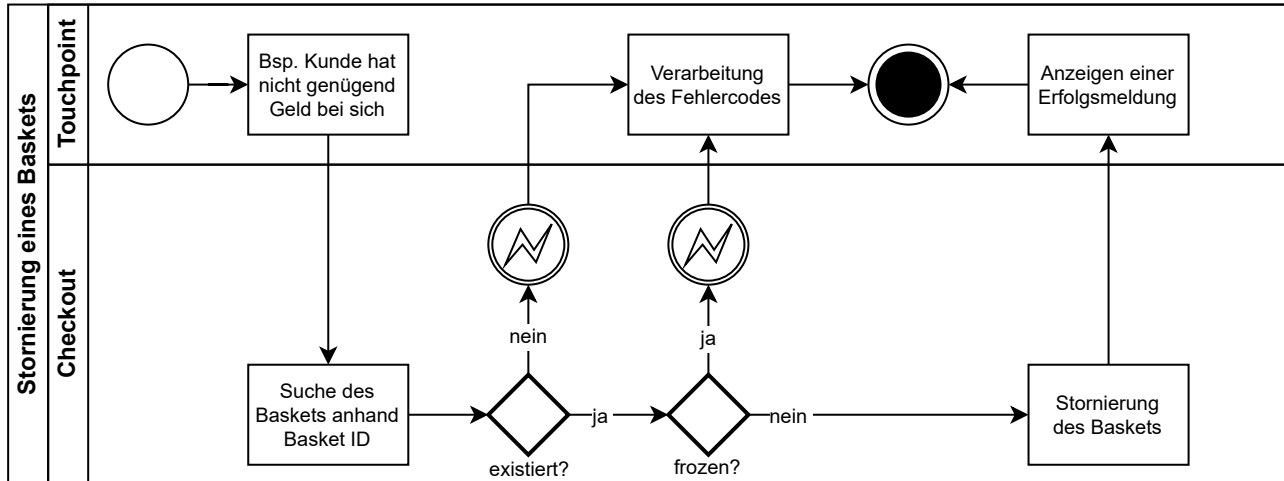 Stornierung eines Baskets
Touchpoint
Bsp. Kunde hat
nicht genügend
Geld bei sich
Verarbeitung
des Fehlercodes
Anzeigen einer
Erfolgsmeldung
Checkout
nein
ja
Suche des
Baskets anhand
Basket ID
ja
nein
Stornierung
des Baskets
existiert?
frozen?